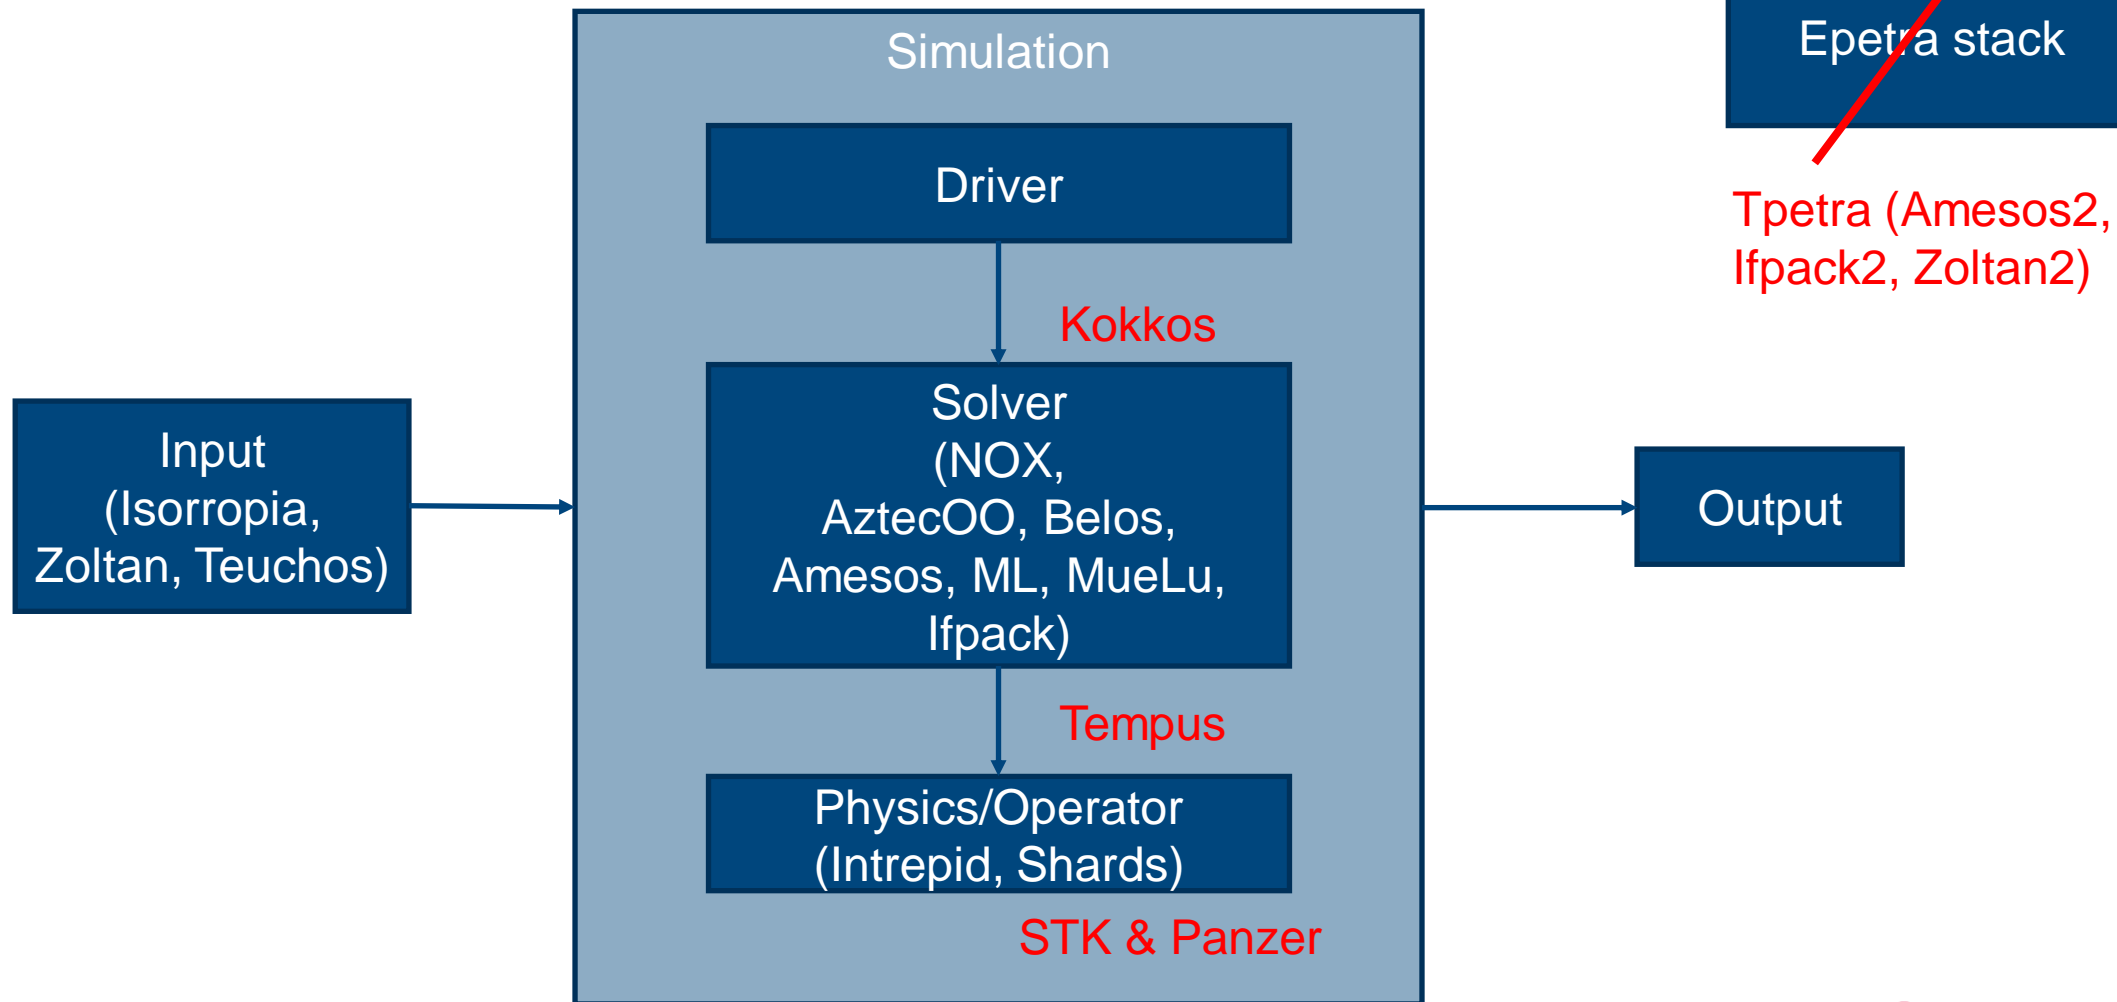 Simulation
Epetra stack
Driver
Tpetra (Amesos2,
Ifpack2, Zoltan2)
Kokkos
Input
(Isorropia,
Zoltan, Teuchos)
Solver
(NOX,
AztecOO, Belos,
Amesos, ML, MueLu,
Ifpack)
Output
Tempus
Physics/Operator
(Intrepid, Shards)
STK & Panzer